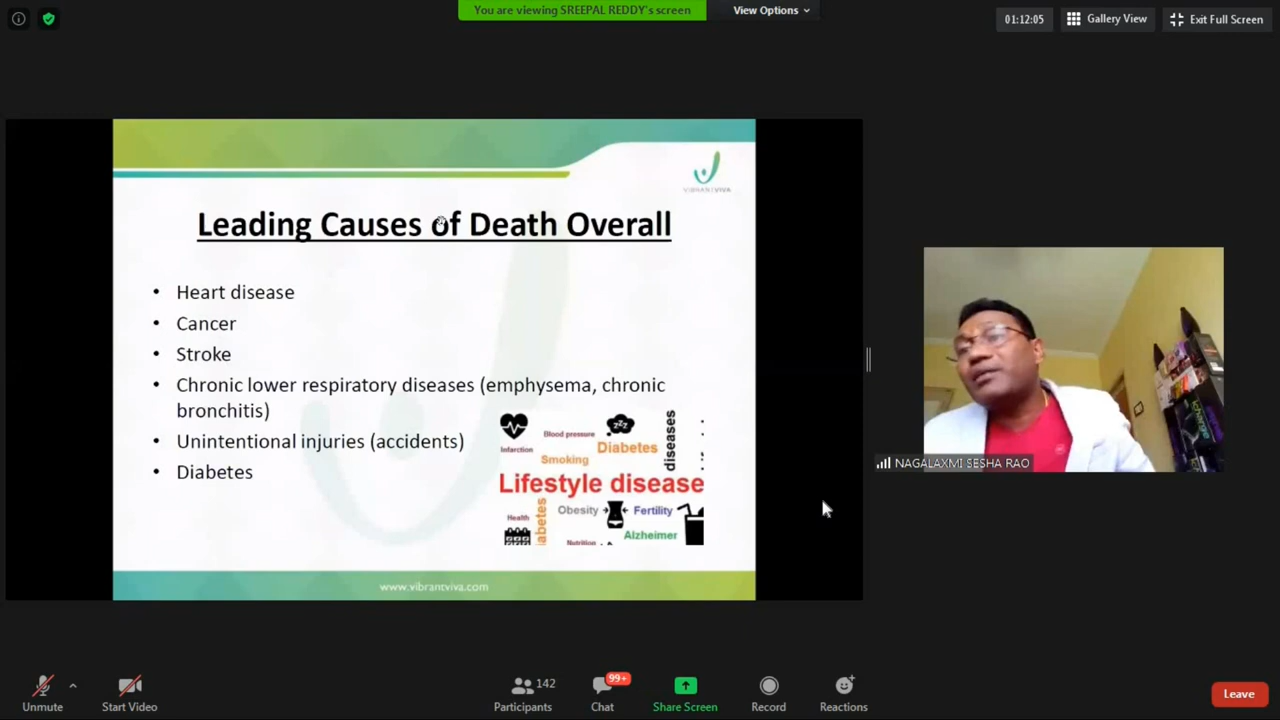 You are viewing SREEPAL REDDY's screen
View Options
01:12:05
Gallery View
Exit Full Screen
VIBRANTVIVA
Leading Causes of Death Overall
• Heart disease
• Cancer
• Stroke
• Chronic lower respiratory diseases (emphysema, chronic
bronchitis)
• Unintentional injuries (accidents)
• Diabetes
Infarction
Blood pressure
zzz
Diabetes
diseases
Smoking
Lifestyle disease
Health
abetes
Obesity
Fertility
Alzheimer
Nutrition
www.vibrantviva.com
NAGALAXMI SESHA RAO
Unmute
Start Video
142
Participants
99+
Chat
Share Screen
Record
Reactions
Leave